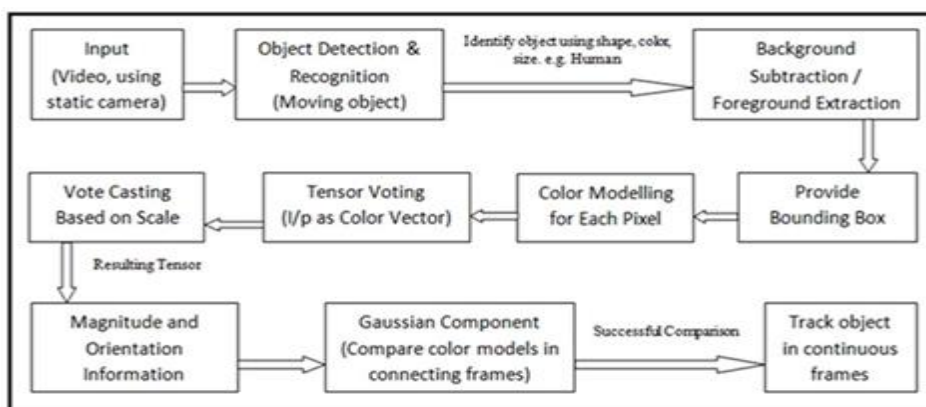 Input
(Video, using
static camera)
Object Detection &
Recognition
(Moving object)
Identify object using shape, colkx,
size. e.g. Human
Background
Subtraction /
Foreground Extraction
Vote Casting
Based on Scale
Tensor Voting
(I/p as Color Vector)
Color Modelling
for Each Pixel
Provide
Bounding Box
Resulting Tensor
Magnitude and
Orientation
Information
Gaussian Component
(Compare color models in
connecting frames)
Successful Comparison
Track object
in continuous
frames